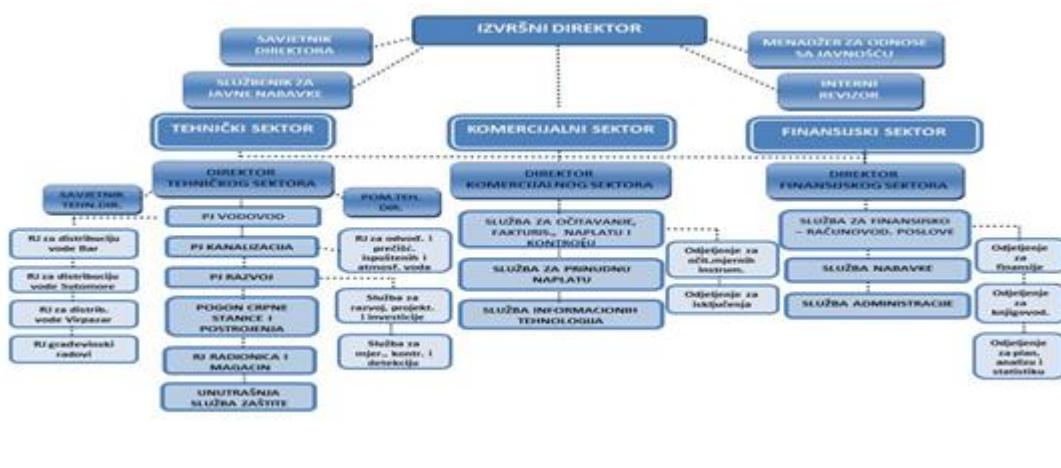 IZVRŠNI DIREKTOR
SAVJETNIK
DIREKTORA
MENADŽER ZA ODNOSE
SA JAVNOŠĆU
SLUŽBENIK ZA
JAVNE NABAVKE
INTERNI
REVIZOR
TEHNIČKI SEKTOR
KOMERCIJALNI SEKTOR
FINANSIJSKI SEKTOR
DIREKTOR
TEHNIČKOG SEKTORA
SAVJETNIK
TEHN.DIR.
POM.TEH.
DIR.
PJ VODOVOD
RJ za distribuciju
vode Bar
PJ KANALIZACIJA
RJ za odvođ. i
prečišć.
ispuštenih i
atmosf. voda
RJ za distribuciju
vode Sutomore
PJ RAZVOJ
RJ za distrib.
vode Virpazar
POGON CRPNE
STANICE I
POSTROJENJA
Služba za
razvoj, projekt.
i investicije
RJ građevinski
radovi
RJ RADIONICA I
MAGACIN
Služba za
mjer., kontr. i
detekciju
UNUTRAŠNJA
SLUŽBA ZAŠTITE
DIREKTOR
KOMERCIJALNOG SEKTORA
SLUŽBA ZA OČITAVANJE,
FAKTURIS., NAPLATU I
KONTROLU
Odjeljenje za
očit.mjernih
instrum.
SLUŽBA ZA PRINUDNU
NAPLATU
Odjeljenje za
isključenja
SLUŽBA INFORMACIONIH
TEHNOLOGIJA
DIREKTOR
FINANSIJSKOG SEKTORA
SLUŽBA ZA FINANSIJSKO
– RAČUNOVOD. POSLOVE
Odjeljenje
za
finansije
SLUŽBA NABAVKE
Odjeljenje
za
knjigovod.
SLUŽBA ADMINISTRACIJE
Odjeljenje
za plan,
analizu i
statistiku